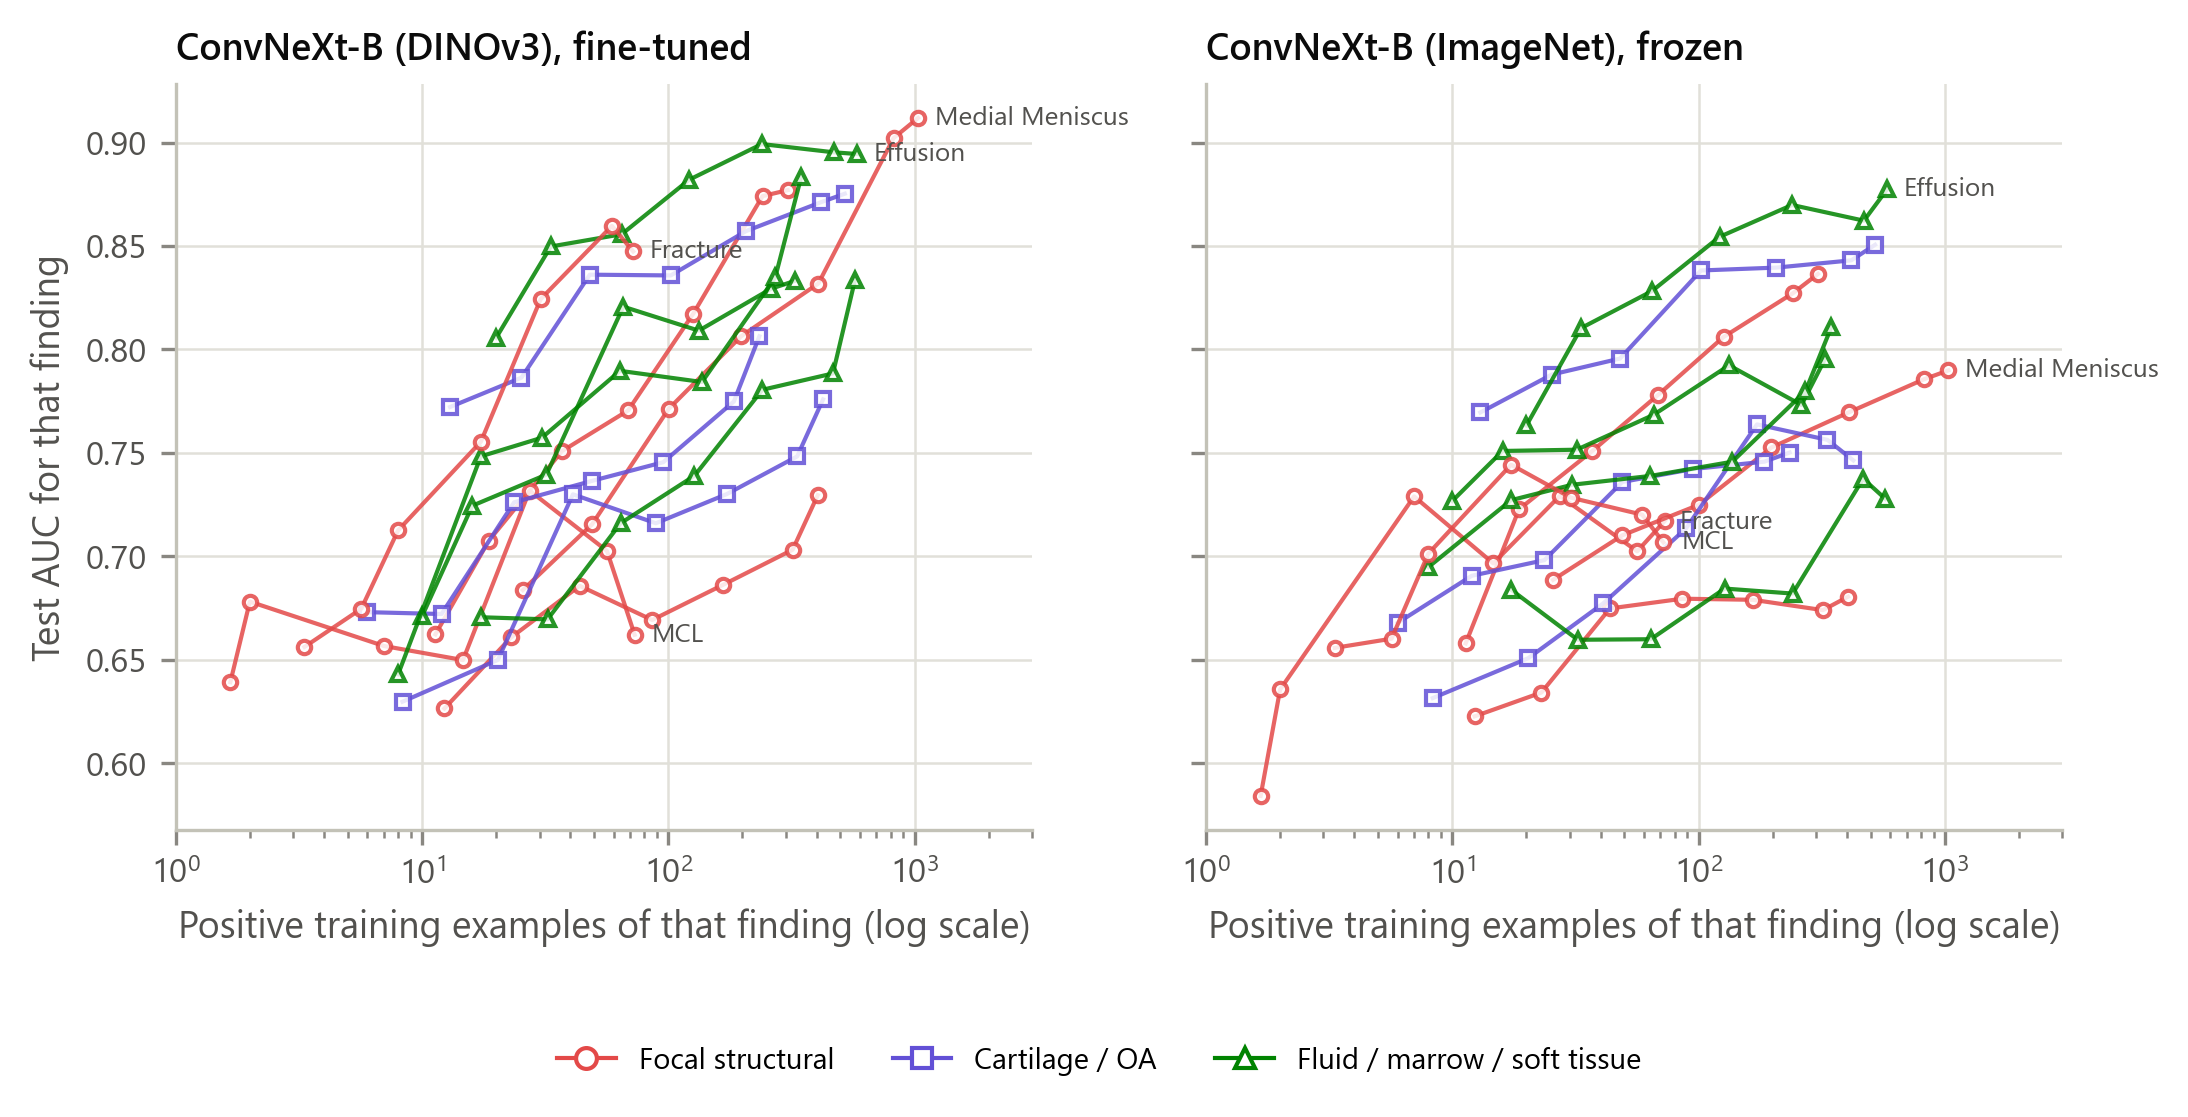 ConvNeXt-B (DINOv3), fine-tuned
ConvNeXt-B (ImageNet), frozen
Test AUC for that finding
0.90
0.85
0.80
0.75
0.70
0.65
0.60
Medial Meniscus
Effusion
Fracture
MCL
10⁰ 10¹ 10² 10³
Positive training examples of that finding (log scale)
Effusion
Medial Meniscus
Fracture
MCL
10⁰ 10¹ 10² 10³
Positive training examples of that finding (log scale)
Focal structural
Cartilage / OA
Fluid / marrow / soft tissue